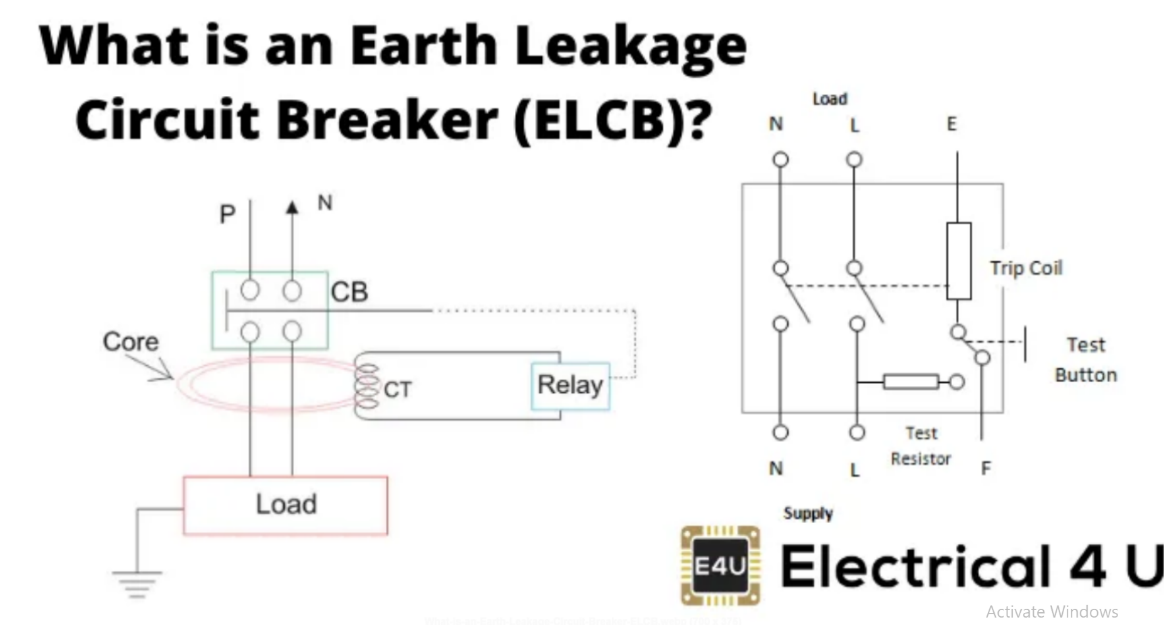 What is an Earth Leakage
Circuit Breaker (ELCB)?
P
N
CB
Core
CT
Relay
Load
Load
N
L
E
Trip Coil
Test
Button
Test
Resistor
N
L
F
Supply
E4U
Electrical 4 U
Activate Windows